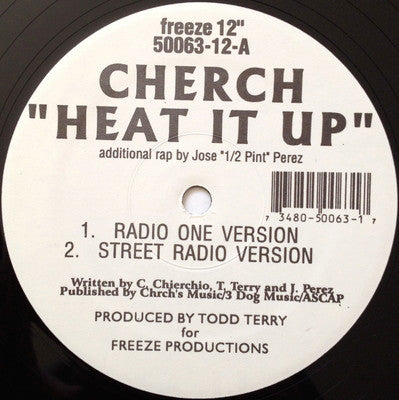 freeze 12"
50063-12-A
CHERCH
"HEAT IT UP"
additional rap by Jose "1/2 Pint" Perez
7 3480-50063-1 7
1. RADIO ONE VERSION
2. STREET RADIO VERSION
Written by C. Chierchio, T. Terry and J. Perez
Published by Chrch's Music/3 Dog Music/ASCAP
PRODUCED BY TODD TERRY
for
FREEZE PRODUCTIONS